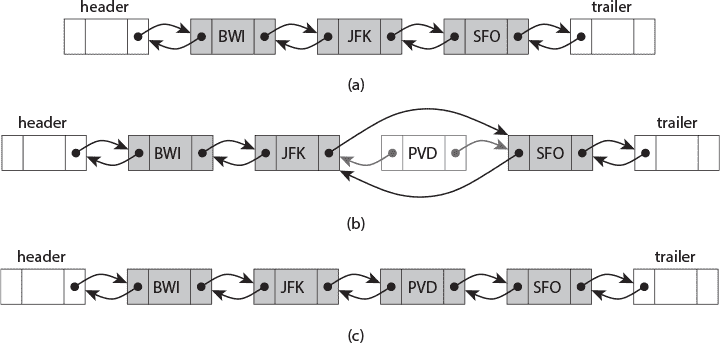 header trailer
BWI JFK SFO
(a)
header trailer
BWI JFK PVD SFO
(b)
header trailer
BWI JFK PVD SFO
(c)